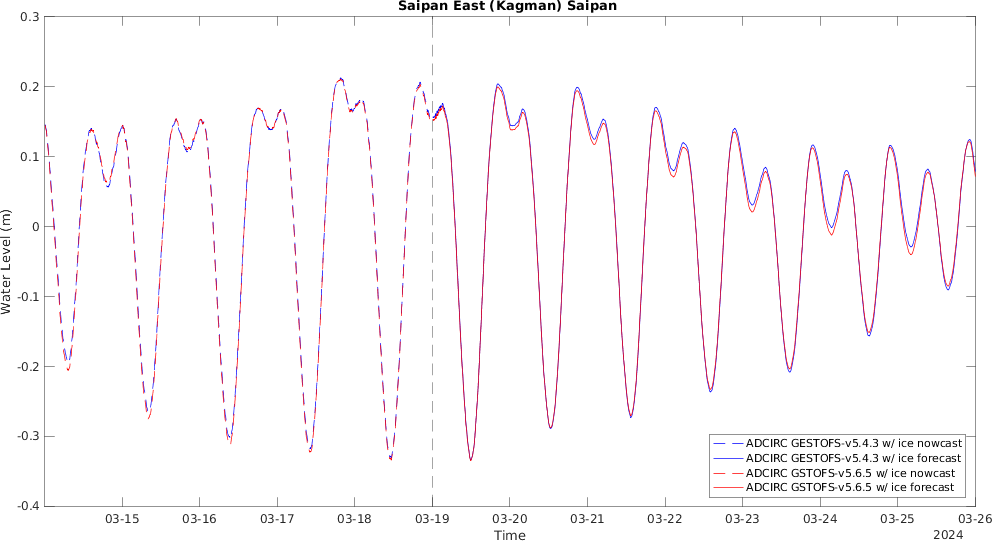 Saipan East (Kagman) Saipan
0.3
0.2
0.1
0
-0.1
-0.2
-0.3
-0.4
Water Level (m)
ADCIRC GESTOFS-v5.4.3 w/ ice nowcast
ADCIRC GESTOFS-v5.4.3 w/ ice forecast
ADCIRC GSTOFS-v5.6.5 w/ ice nowcast
ADCIRC GSTOFS-v5.6.5 w/ ice forecast
03-15 03-16 03-17 03-18 03-19 03-20 03-21 03-22 03-23 03-24 03-25 03-26
Time
2024